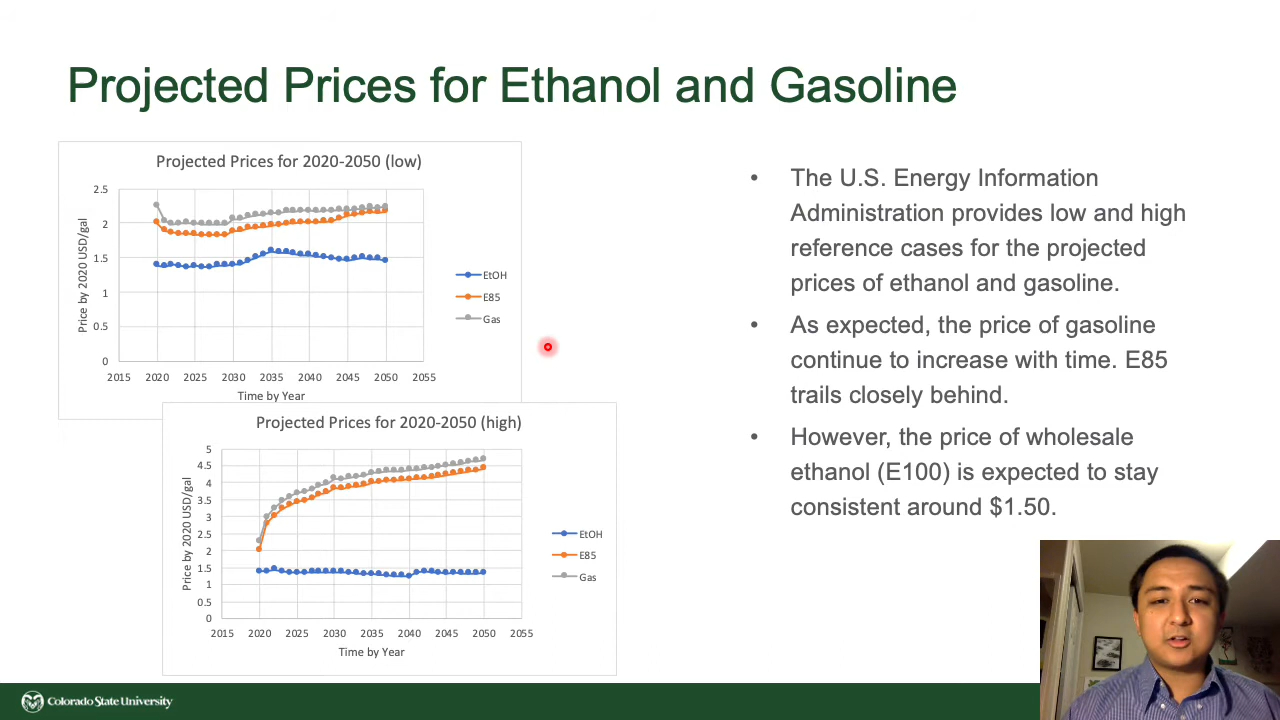 Projected Prices for Ethanol and Gasoline
Projected Prices for 2020-2050 (low)
2.5
2
1.5
1
0.5
0
Price by 2020 USD/gal
2015 2020 2025 2030 2035 2040 2045 2050 2055
Time by Year
EtOH
E85
Gas
Projected Prices for 2020-2050 (high)
5
4.5
4
3.5
3
2.5
2
1.5
1
0.5
0
Price by 2020 USD/gal
2015 2020 2025 2030 2035 2040 2045 2050 2055
Time by Year
EtOH
E85
Gas
• The U.S. Energy Information
Administration provides low and high
reference cases for the projected
prices of ethanol and gasoline.
• As expected, the price of gasoline
continue to increase with time. E85
trails closely behind.
• However, the price of wholesale
ethanol (E100) is expected to stay
consistent around $1.50.
Colorado State University